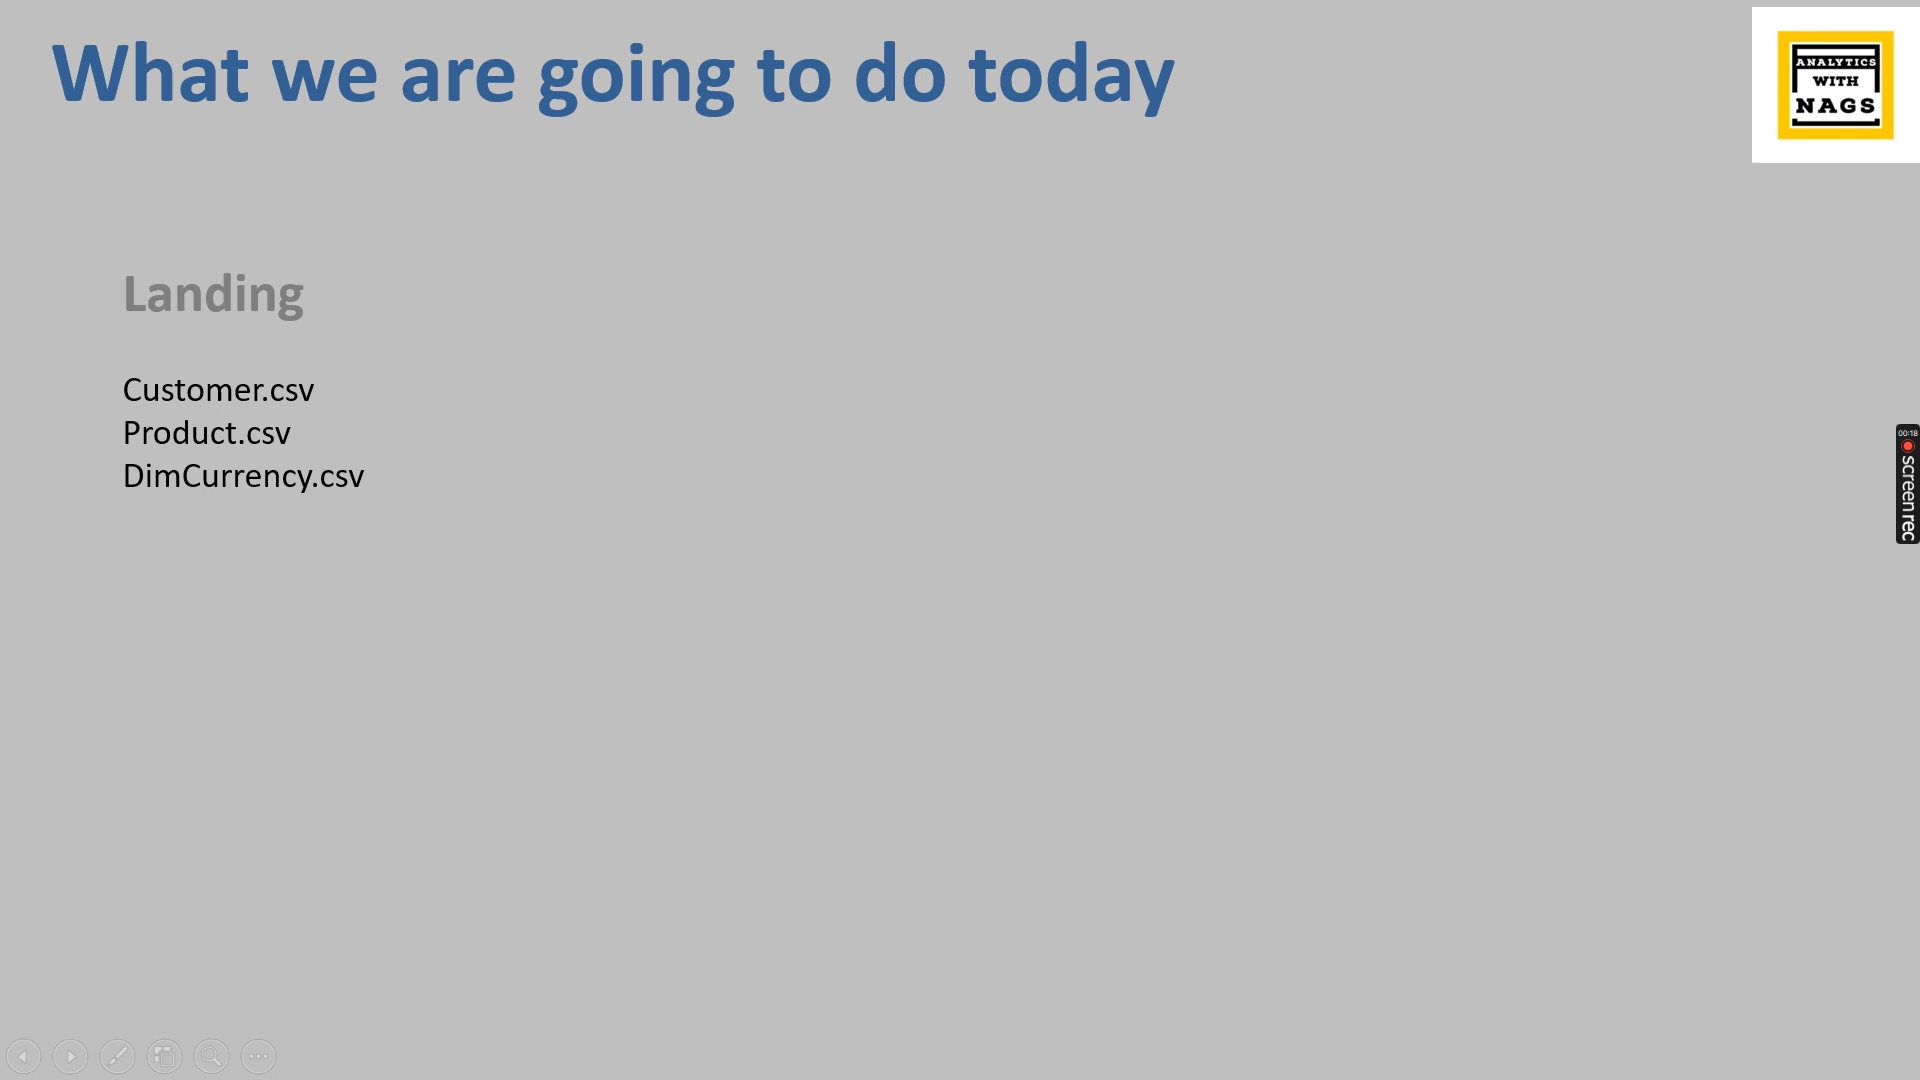 What we are going to do today
ANALYTICS
WITH
NAGS
Landing
Customer.csv
Product.csv
DimCurrency.csv
00:18
screenrec